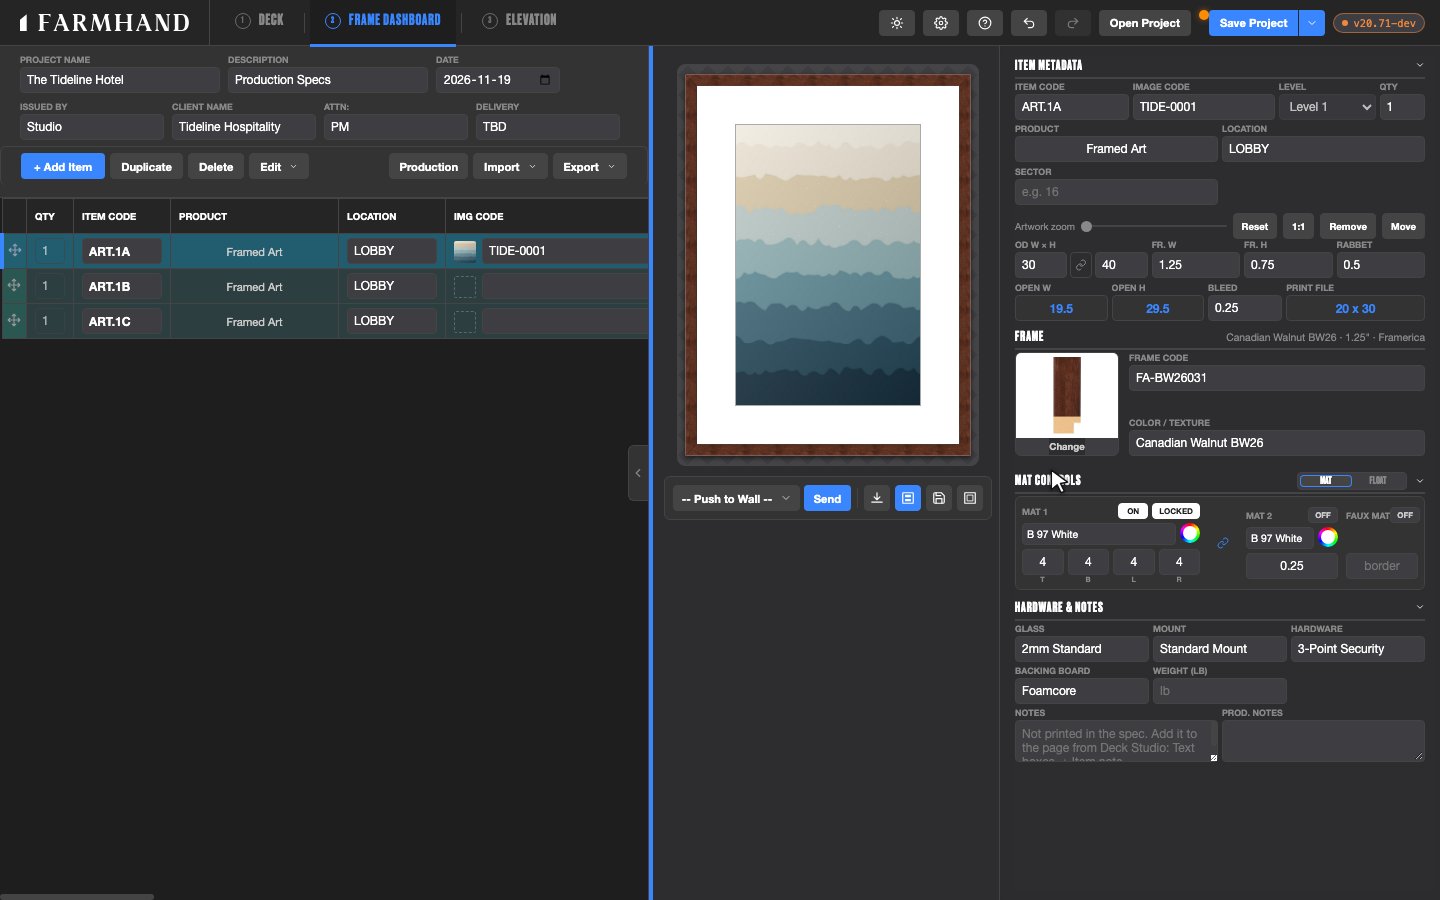 FARMHAND
1 DECK
2 FRAME DASHBOARD
3 ELEVATION
Open Project
Save Project
v20.71-dev
PROJECT NAME DESCRIPTION DATE
The Tideline Hotel Production Specs 2026-11-19
ISSUED BY CLIENT NAME ATTN: DELIVERY
Studio Tideline Hospitality PM TBD
+ Add Item Duplicate Delete Edit Production Import Export
QTY ITEM CODE PRODUCT LOCATION IMG CODE
1 ART.1A Framed Art LOBBY TIDE-0001
1 ART.1B Framed Art LOBBY
1 ART.1C Framed Art LOBBY
-- Push to Wall -- Send
ITEM METADATA
ITEM CODE IMAGE CODE LEVEL QTY
ART.1A TIDE-0001 Level 1 1
PRODUCT LOCATION
Framed Art LOBBY
SECTOR
e.g. 16
Artwork zoom Reset 1:1 Remove Move
OD W × H FR. W FR. H RABBET
30 40 1.25 0.75 0.5
OPEN W OPEN H BLEED PRINT FILE
19.5 29.5 0.25 20 x 30
FRAME Canadian Walnut BW26 · 1.25" · Framerica
FRAME CODE
FA-BW26031
COLOR / TEXTURE
Canadian Walnut BW26
Change
MAT MAT FLOAT
MAT 1 ON LOCKED MAT 2 OFF FAUX MAT OFF
B 97 White B 97 White
4 4 4 4 0.25 border
T B L R
HARDWARE & NOTES
GLASS MOUNT HARDWARE
2mm Standard Standard Mount 3-Point Security
BACKING BOARD WEIGHT (LB)
Foamcore lb
NOTES PROD. NOTES
Not printed in the spec. Add it to
the page from Deck Studio: Text